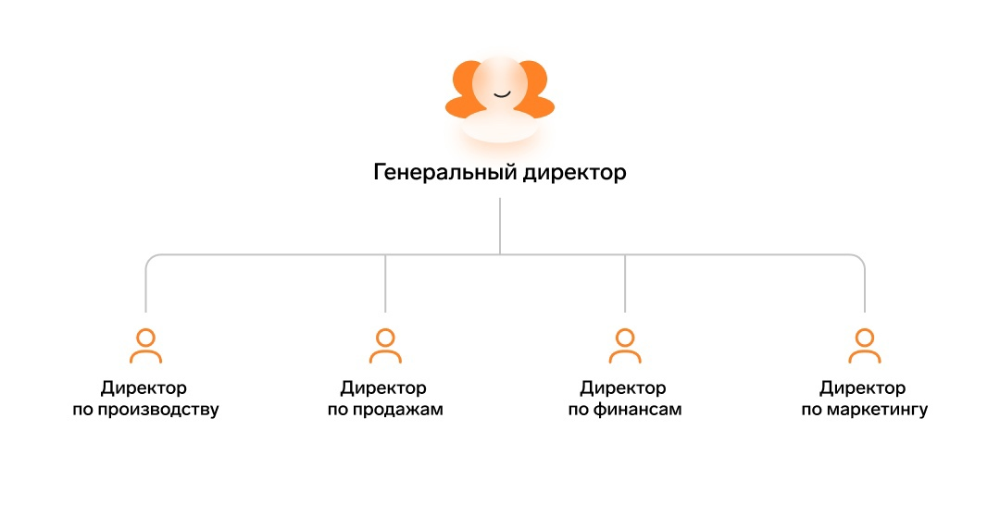 Генеральный директор
Директор
по производству
Директор
по продажам
Директор
по финансам
Директор
по маркетингу